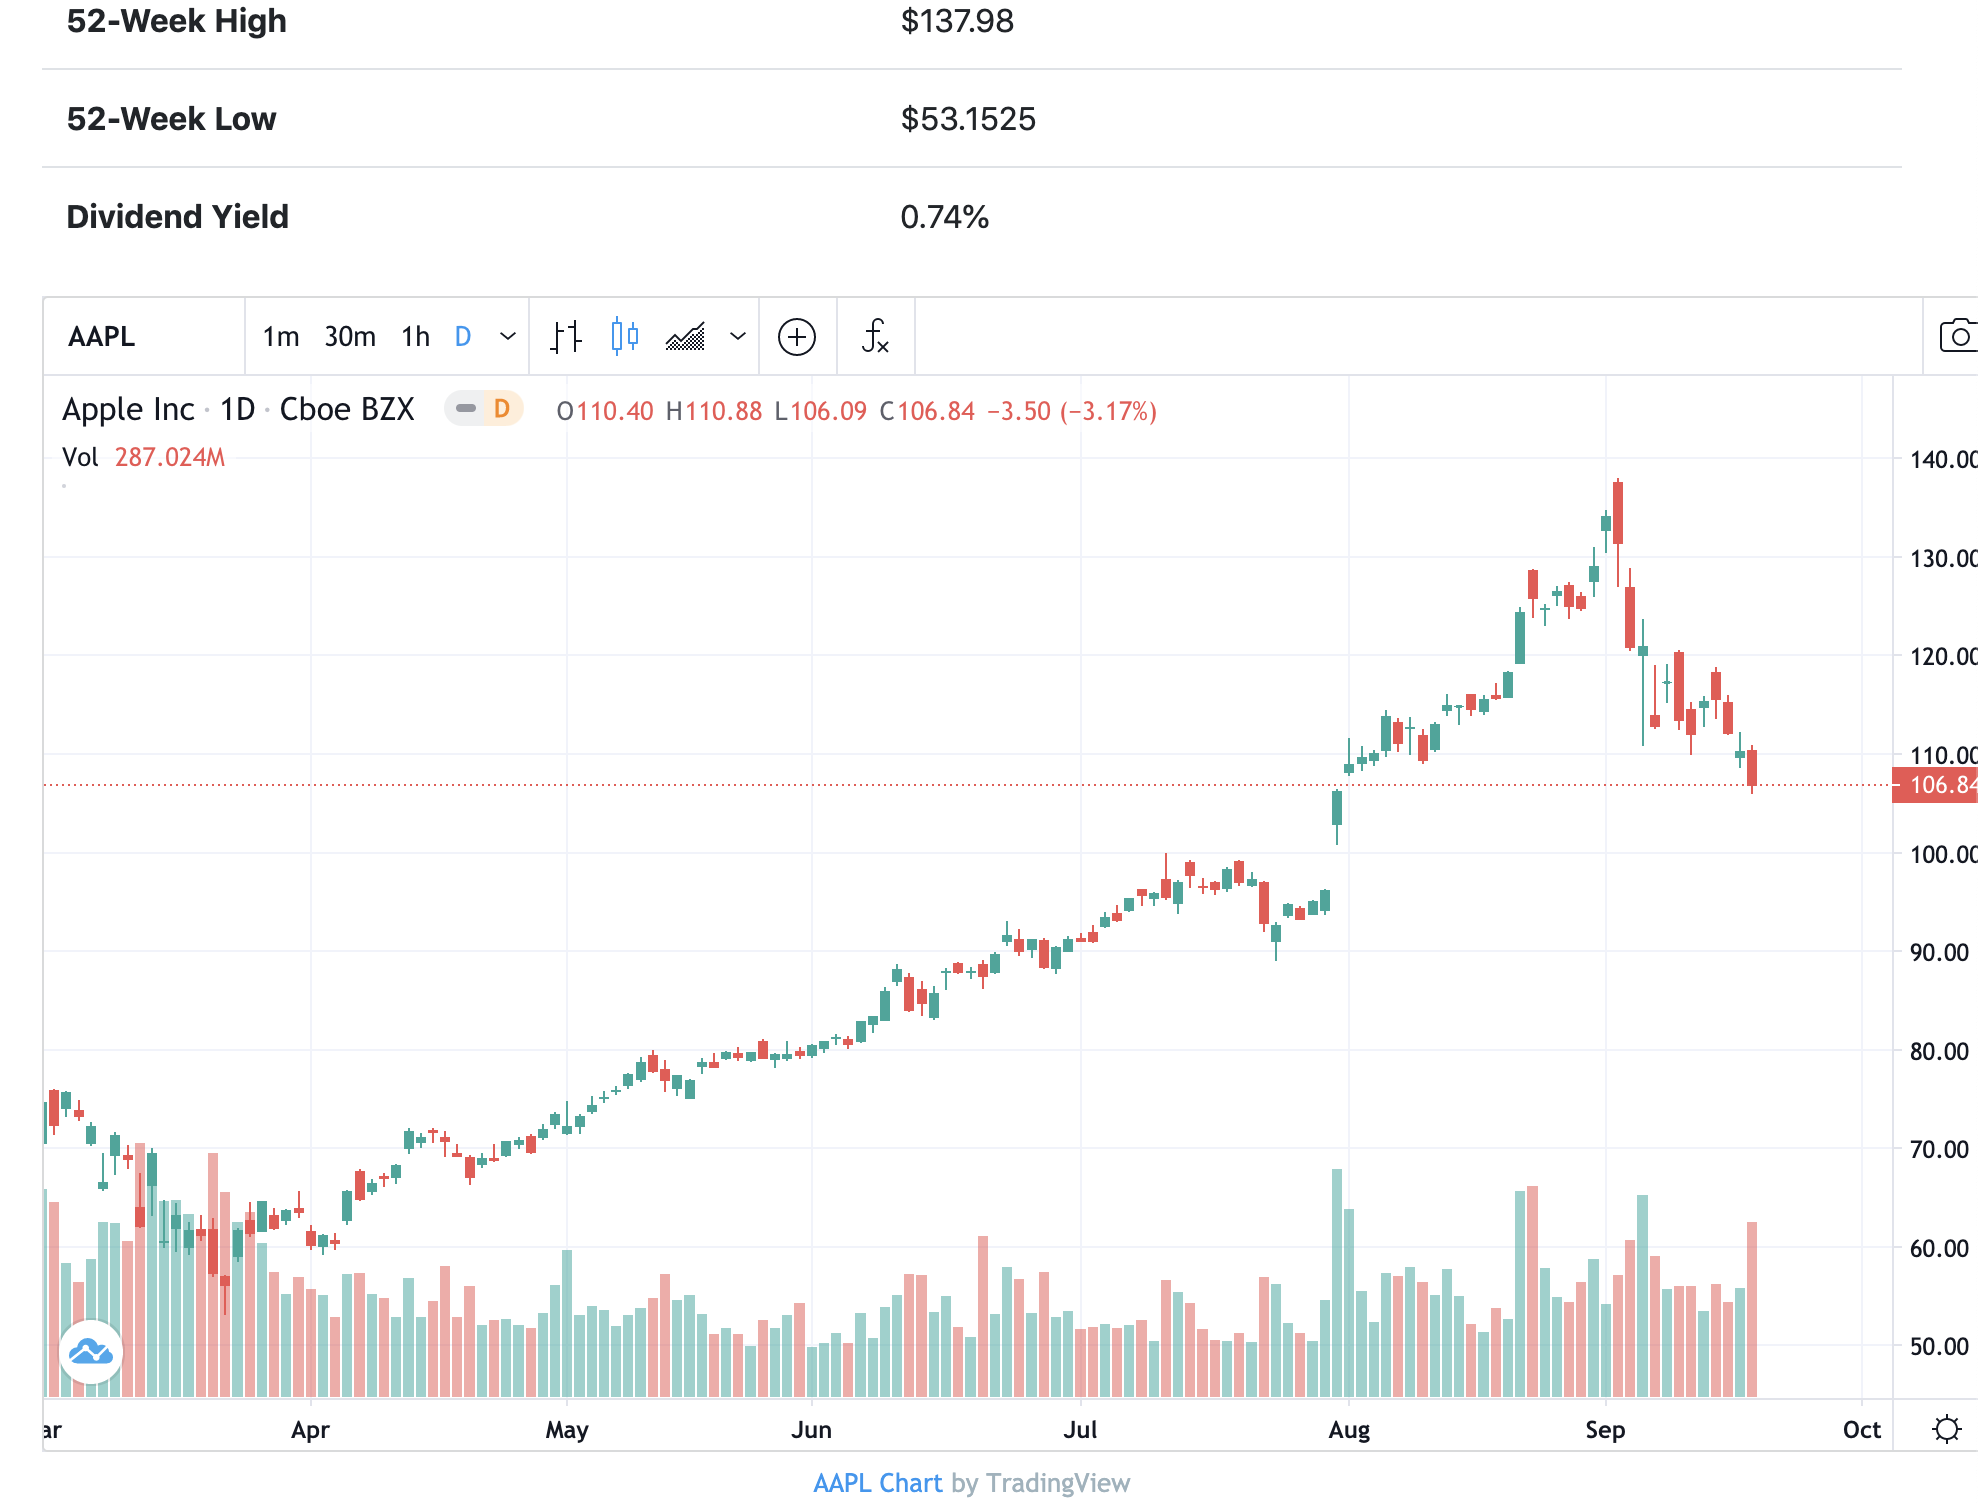 52-Week High $137.98
52-Week Low $53.1525
Dividend Yield 0.74%
AAPL 1m 30m 1h D fx
Apple Inc · 1D · Cboe BZX D O110.40 H110.88 L106.09 C106.84 −3.50 (−3.17%)
Vol 287.024M
140.00
130.00
120.00
110.00
106.84
100.00
90.00
80.00
70.00
60.00
50.00
ar Apr May Jun Jul Aug Sep Oct
AAPL Chart by TradingView